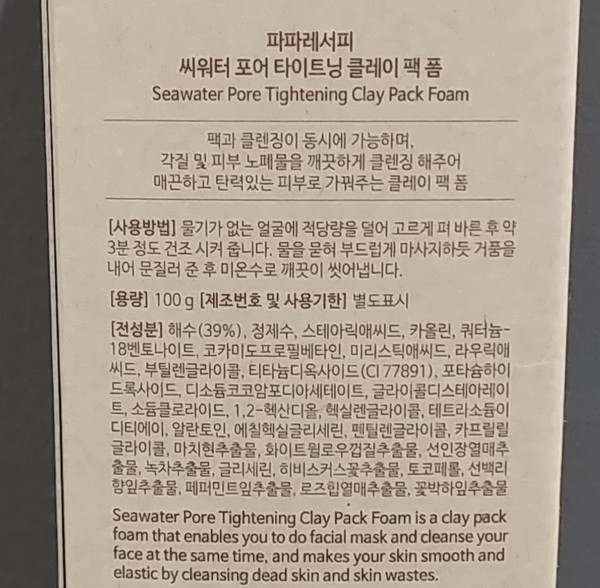 파파레서피
씨워터 포어 타이트닝 클레이 팩 폼
Seawater Pore Tightening Clay Pack Foam
팩과 클렌징이 동시에 가능하며,
각질 및 피부 노폐물을 깨끗하게 클렌징 해주어
매끈하고 탄력있는 피부로 가꿔주는 클레이 팩 폼
[사용방법] 물기가 없는 얼굴에 적당량을 덜어 고르게 펴 바른 후 약
3분 정도 건조 시켜 줍니다. 물을 묻혀 부드럽게 마사지하듯 거품을
내어 문질러 준 후 미온수로 깨끗이 씻어냅니다.
[용량] 100 g [제조번호 및 사용기한] 별도표시
[전성분] 해수(39%), 정제수, 스테아릭애씨드, 카올린, 쿼터늄-
18벤토나이트, 코카미도프로필베타인, 미리스틱애씨드, 라우릭애
씨드, 부틸렌글라이콜, 티타늄디옥사이드(CI 77891), 포타슘하이
드록사이드, 디소듐코코암포디아세테이트, 글라이콜디스테아레이
트, 소듐클로라이드, 1,2-헥산디올, 헥실렌글라이콜, 테트라소듐이
디티에이, 알란토인, 에칠헥실글리세린, 펜틸렌글라이콜, 카프릴릴
글라이콜, 마치현추출물, 화이트윌로우껍질추출물, 선인장열매추
출물, 녹차추출물, 글리세린, 히비스커스꽃추출물, 토코페롤, 선백리
향잎추출물, 페퍼민트잎추출물, 로즈힙열매추출물, 꽃박하잎추출물
Seawater Pore Tightening Clay Pack Foam is a clay pack
foam that enables you to do facial mask and cleanse your
face at the same time, and makes your skin smooth and
elastic by cleansing dead skin and skin wastes.